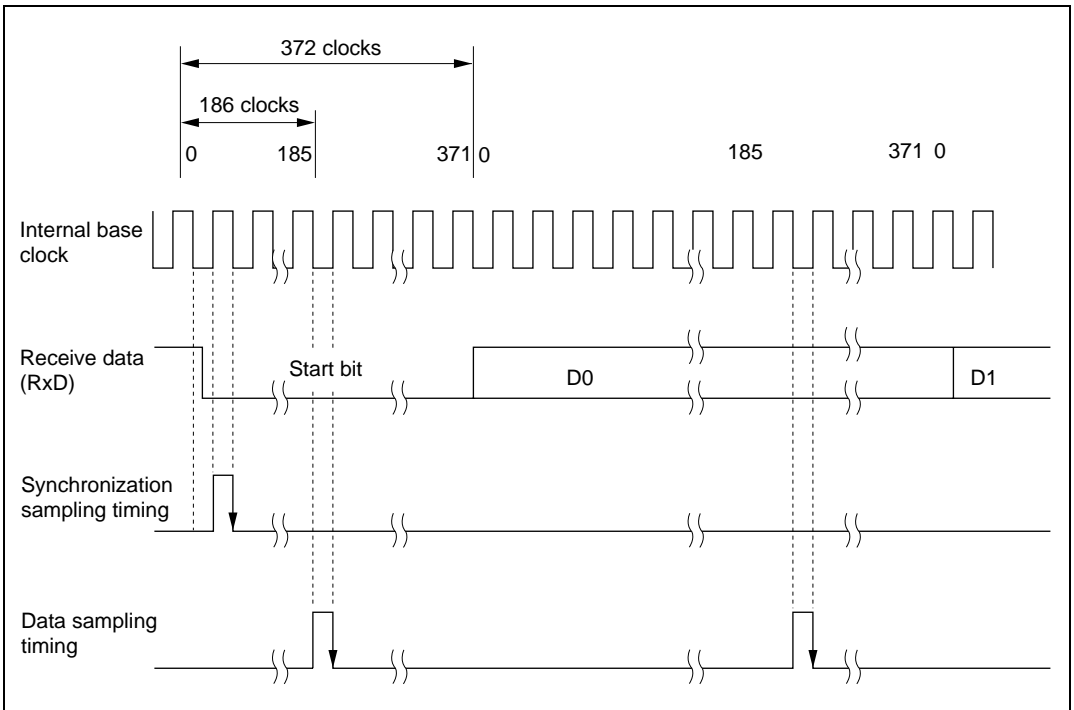 372 clocks
186 clocks
0 185 371 0 185 371 0
Internal base
clock
Receive data
(RxD)
Start bit
D0
D1
Synchronization
sampling timing
Data sampling
timing